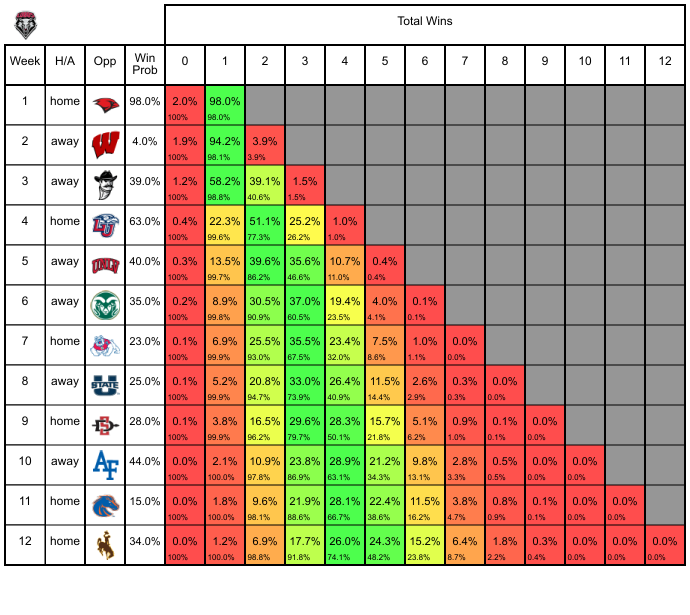 Total Wins
Week H/A Opp Win Prob 0 1 2 3 4 5 6 7 8 9 10 11 12
1 home 98.0% 2.0% 98.0%
100% 98.0%
2 away W 4.0% 1.9% 94.2% 3.9%
100% 98.1% 3.9%
3 away 39.0% 1.2% 58.2% 39.1% 1.5%
100% 98.8% 40.6% 1.5%
4 home LU 63.0% 0.4% 22.3% 51.1% 25.2% 1.0%
100% 99.6% 77.3% 26.2% 1.0%
5 away UNLV 40.0% 0.3% 13.5% 39.6% 35.6% 10.7% 0.4%
100% 99.7% 86.2% 46.6% 11.0% 0.4%
6 away 35.0% 0.2% 8.9% 30.5% 37.0% 19.4% 4.0% 0.1%
100% 99.8% 90.9% 60.5% 23.5% 4.1% 0.1%
7 home 23.0% 0.1% 6.9% 25.5% 35.5% 23.4% 7.5% 1.0% 0.0%
100% 99.9% 93.0% 67.5% 32.0% 8.6% 1.1% 0.0%
8 away U STATE 25.0% 0.1% 5.2% 20.8% 33.0% 26.4% 11.5% 2.6% 0.3% 0.0%
100% 99.9% 94.7% 73.9% 40.9% 14.4% 2.9% 0.3% 0.0%
9 home SD 28.0% 0.1% 3.8% 16.5% 29.6% 28.3% 15.7% 5.1% 0.9% 0.1% 0.0%
100% 99.9% 96.2% 79.7% 50.1% 21.8% 6.2% 1.0% 0.1% 0.0%
10 away AF 44.0% 0.0% 2.1% 10.9% 23.8% 28.9% 21.2% 9.8% 2.8% 0.5% 0.0% 0.0%
100% 100.0% 97.8% 86.9% 63.1% 34.3% 13.1% 3.3% 0.5% 0.0% 0.0%
11 home 15.0% 0.0% 1.8% 9.6% 21.9% 28.1% 22.4% 11.5% 3.8% 0.8% 0.1% 0.0% 0.0%
100% 100.0% 98.1% 88.6% 66.7% 38.6% 16.2% 4.7% 0.9% 0.1% 0.0% 0.0%
12 home 34.0% 0.0% 1.2% 6.9% 17.7% 26.0% 24.3% 15.2% 6.4% 1.8% 0.3% 0.0% 0.0% 0.0%
100% 100.0% 98.8% 91.8% 74.1% 48.2% 23.8% 8.7% 2.2% 0.4% 0.0% 0.0% 0.0%